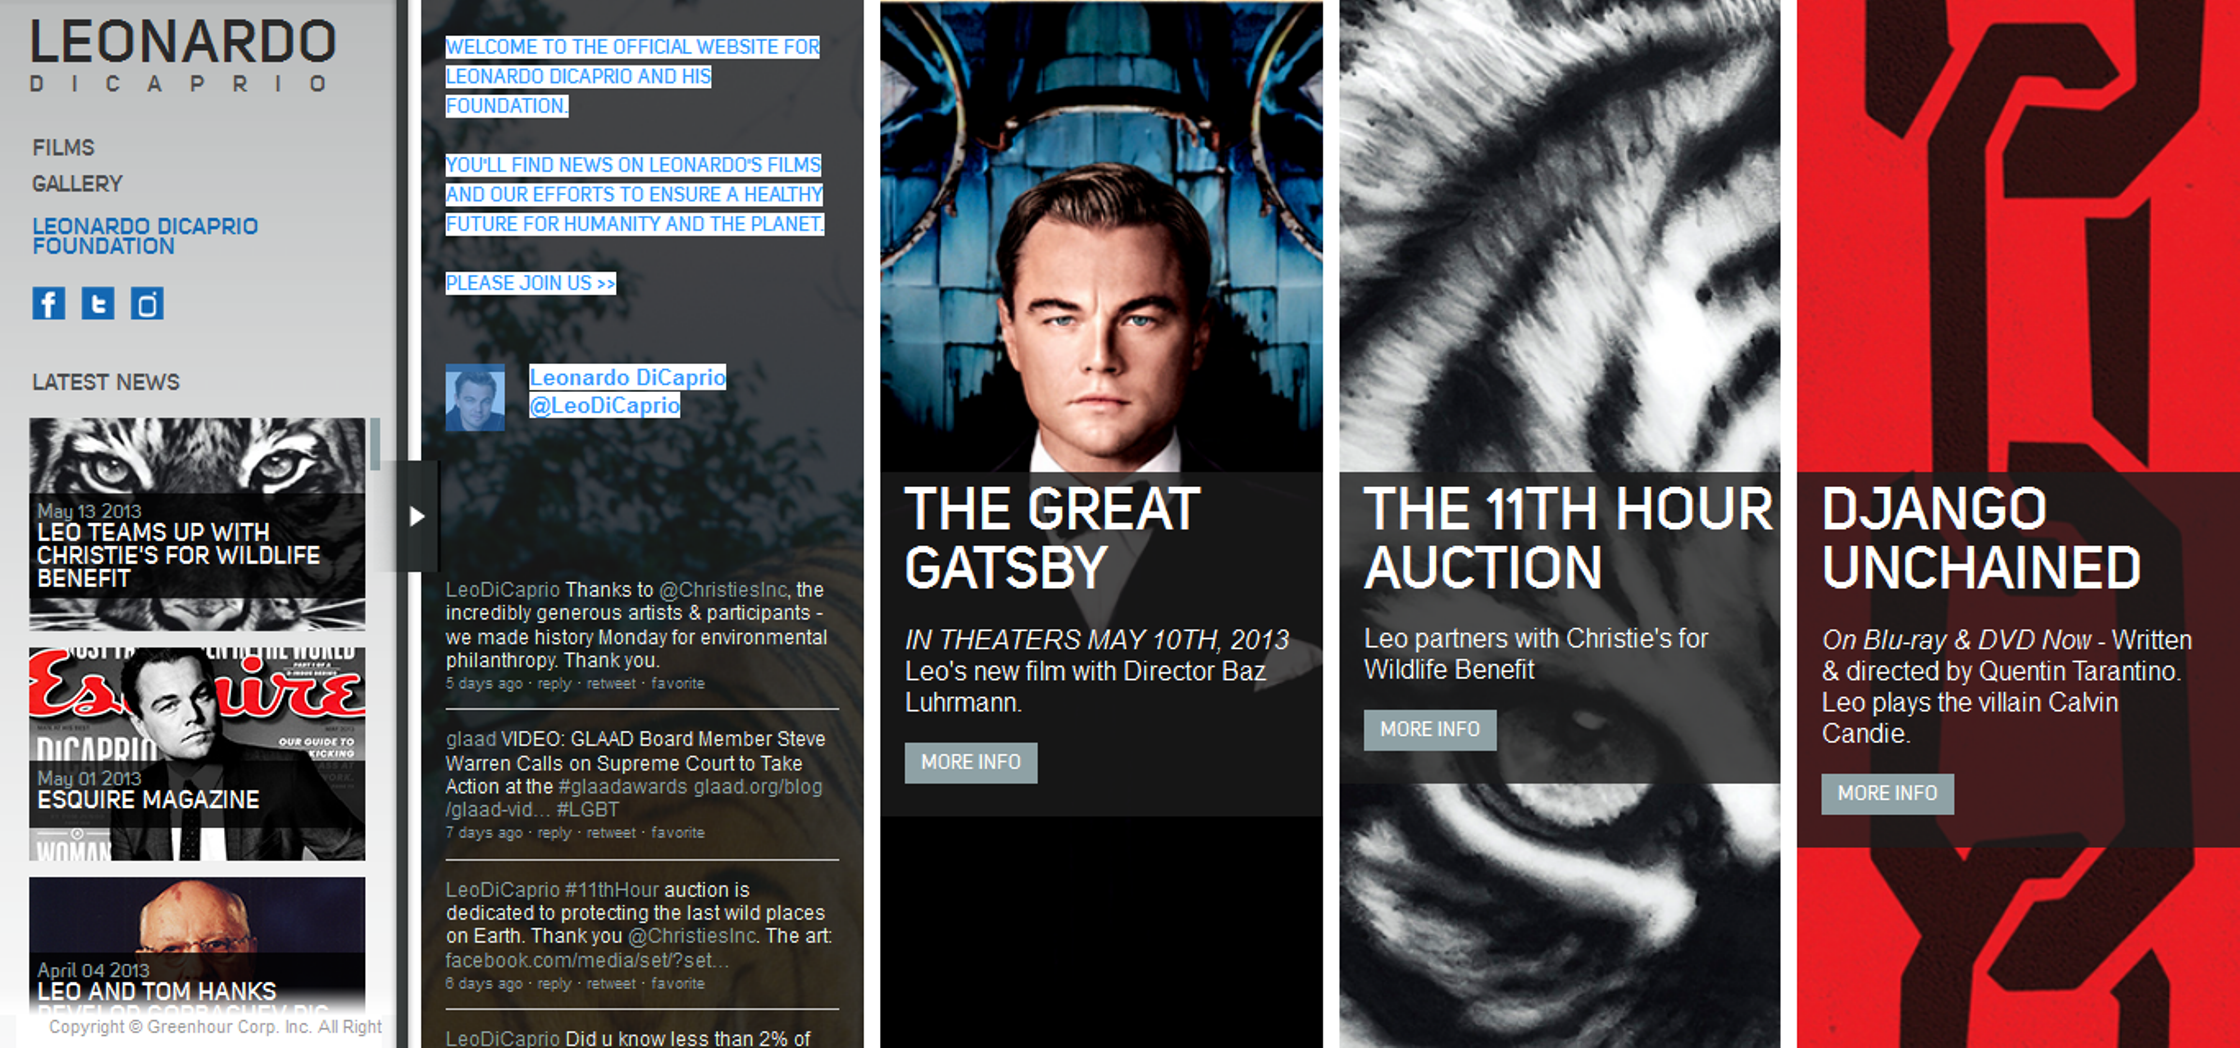 LEONARDO
DICAPRIO
FILMS
GALLERY
LEONARDO DICAPRIO
FOUNDATION
LATEST NEWS
May 13 2013
LEO TEAMS UP WITH
CHRISTIE'S FOR WILDLIFE
BENEFIT
Esquire
DICAPRIO
OUR GUIDE TO
KICKING
May 01 2013
ESQUIRE MAGAZINE
WOMAN
April 04 2013
LEO AND TOM HANKS
Copyright © Greenhour Corp. Inc. All Right
WELCOME TO THE OFFICIAL WEBSITE FOR
LEONARDO DICAPRIO AND HIS
FOUNDATION.
YOU'LL FIND NEWS ON LEONARDO'S FILMS
AND OUR EFFORTS TO ENSURE A HEALTHY
FUTURE FOR HUMANITY AND THE PLANET.
PLEASE JOIN US >>
Leonardo DiCaprio
@LeoDiCaprio
LeoDiCaprio Thanks to @ChristiesInc, the
incredibly generous artists & participants -
we made history Monday for environmental
philanthropy. Thank you.
5 days ago · reply · retweet · favorite
glaad VIDEO: GLAAD Board Member Steve
Warren Calls on Supreme Court to Take
Action at the #glaadawards glaad.org/blog
/glaad-vid... #LGBT
7 days ago · reply · retweet · favorite
LeoDiCaprio #11thHour auction is
dedicated to protecting the last wild places
on Earth. Thank you @ChristiesInc. The art:
facebook.com/media/set/?set...
6 days ago · reply · retweet · favorite
LeoDiCaprio Did u know less than 2% of
THE GREAT
GATSBY
IN THEATERS MAY 10TH, 2013
Leo's new film with Director Baz
Luhrmann.
MORE INFO
THE 11TH HOUR
AUCTION
Leo partners with Christie's for
Wildlife Benefit
MORE INFO
DJANGO
UNCHAINED
On Blu-ray & DVD Now - Written
& directed by Quentin Tarantino.
Leo plays the villain Calvin
Candie.
MORE INFO